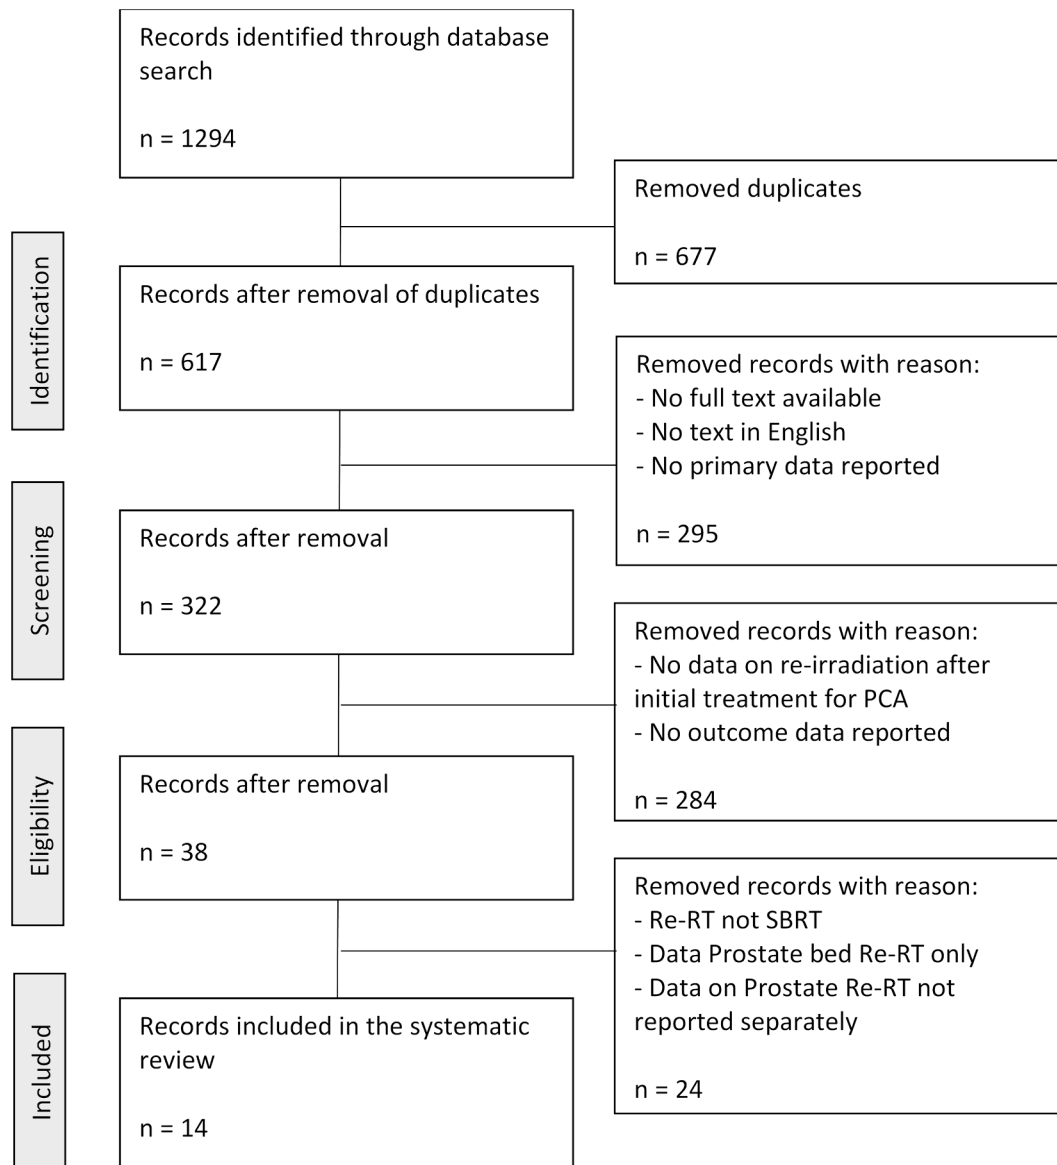 Records identified through database
search
n = 1294
Removed duplicates
n = 677
Identification
Records after removal of duplicates
n = 617
Removed records with reason:
- No full text available
- No text in English
- No primary data reported
n = 295
Screening
Records after removal
n = 322
Removed records with reason:
- No data on re-irradiation after
initial treatment for PCA
- No outcome data reported
n = 284
Eligibility
Records after removal
n = 38
Removed records with reason:
- Re-RT not SBRT
- Data Prostate bed Re-RT only
- Data on Prostate Re-RT not
reported separately
n = 24
Included
Records included in the systematic
review
n = 14